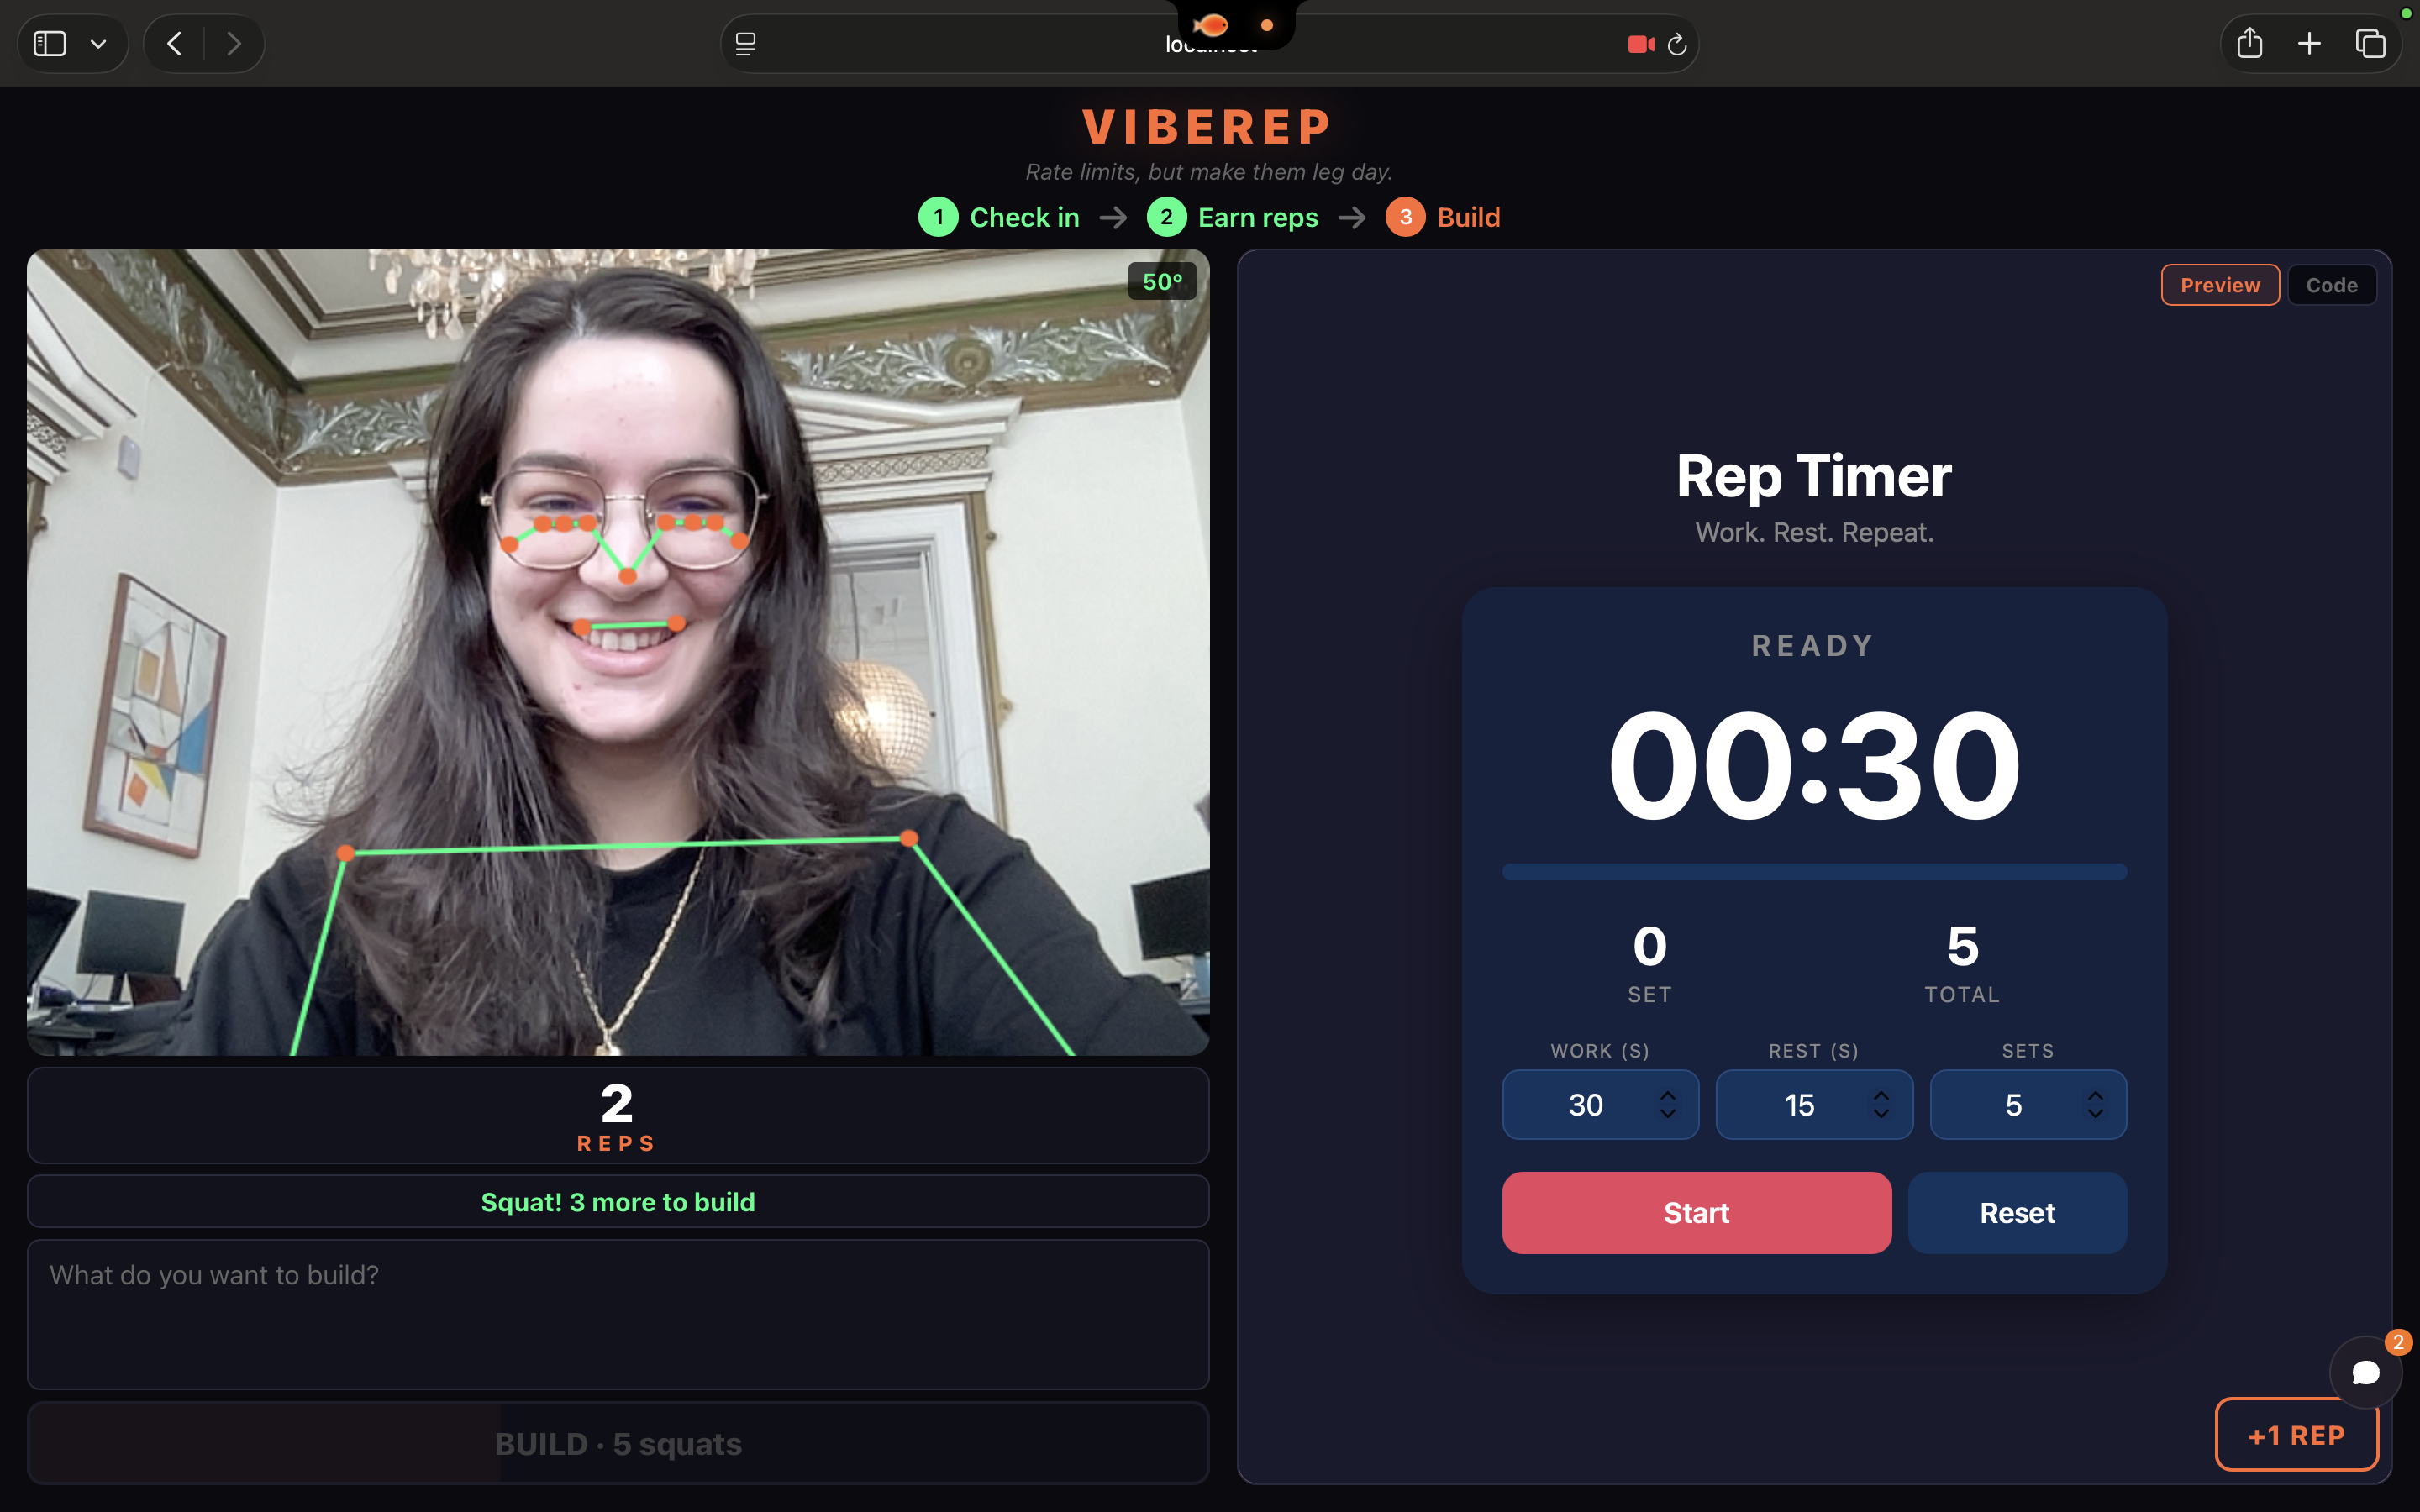 VIBEREP
Rate limits, but make them leg day.
1 Check in → 2 Earn reps → 3 Build
50°
2
REPS
Squat! 3 more to build
What do you want to build?
BUILD · 5 squats
Preview Code
Rep Timer
Work. Rest. Repeat.
READY
00:30
0 5
SET TOTAL
WORK (S) REST (S) SETS
30 15 5
Start Reset
2
+1 REP